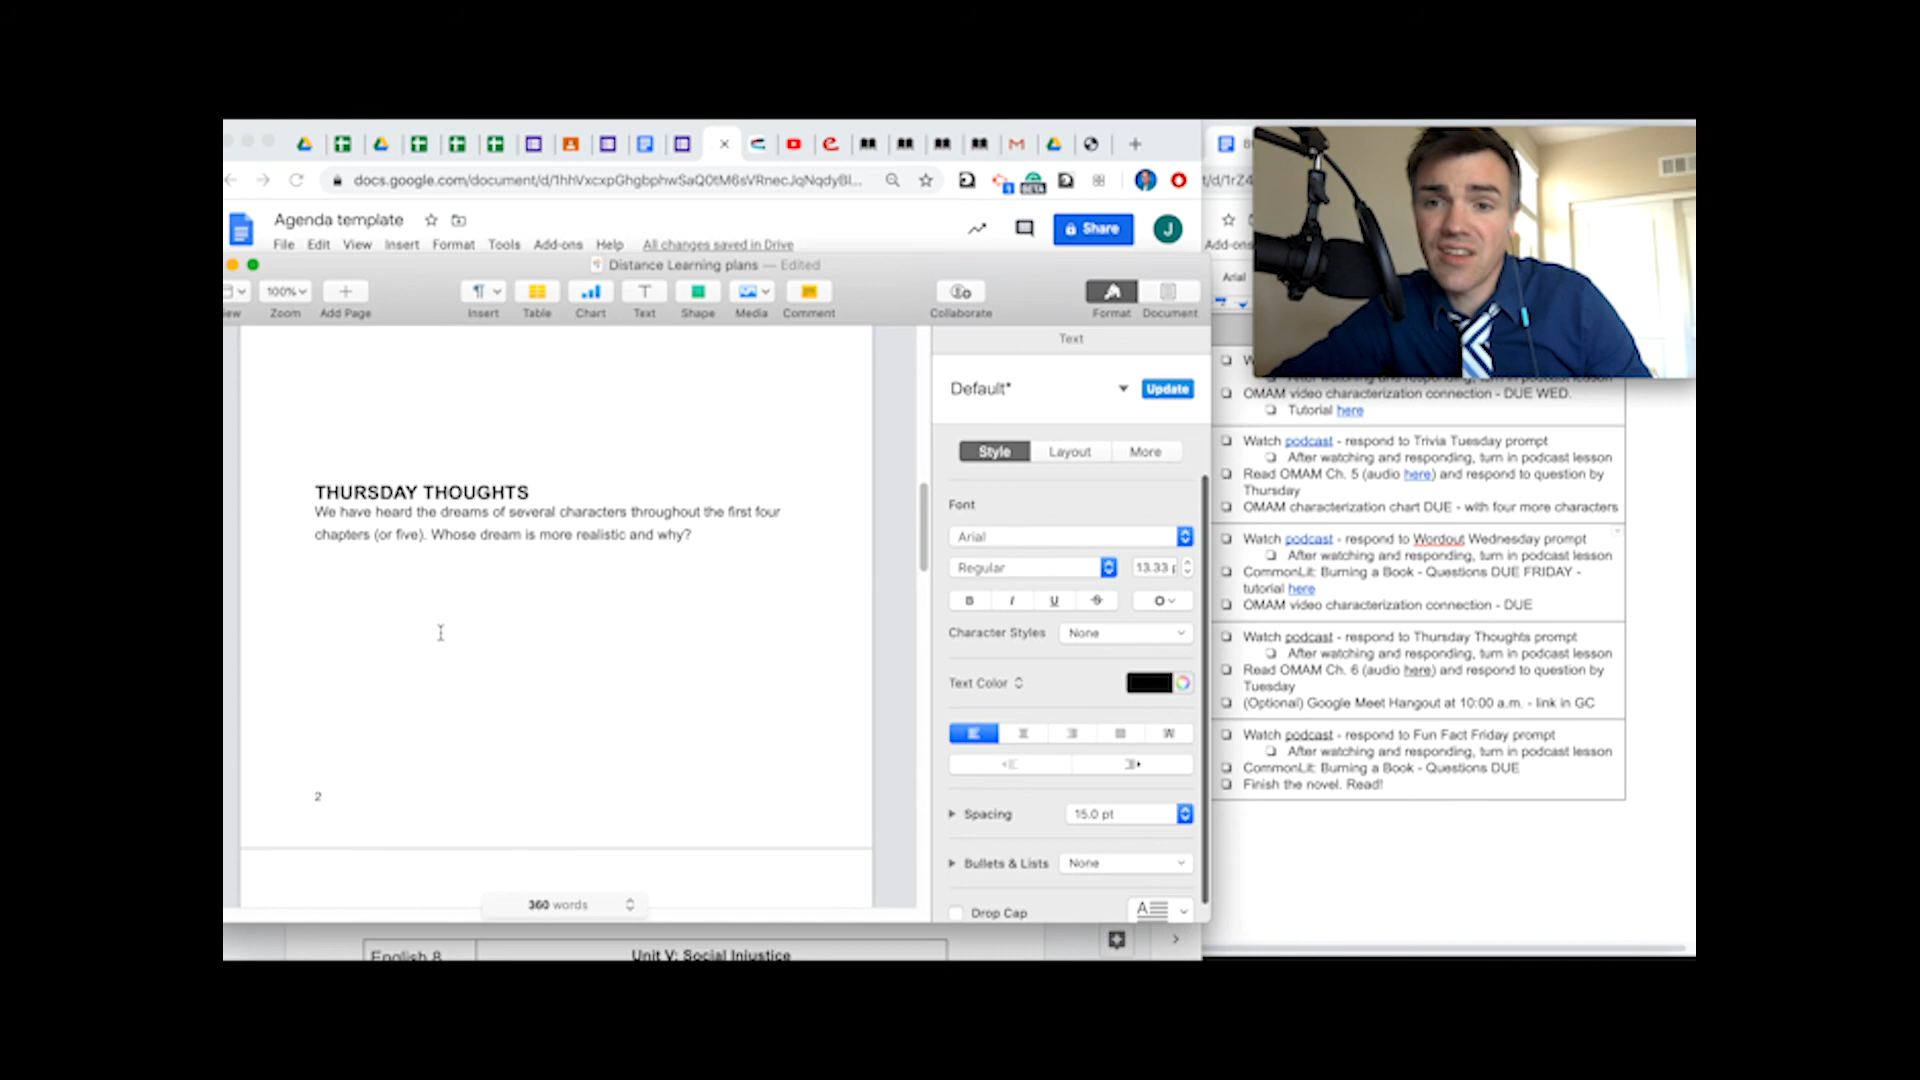 docs.google.com/document/d/1hhVxcxpGhgbphwSaQ0tM6sVRnecJqNqdyBl...
BETA
Agenda template
File Edit View Insert Format Tools Add-ons Help All changes saved in Drive
Share
J
Distance Learning plans — Edited
100%
Zoom Add Page Insert Table Chart Text Shape Media Comment Collaborate Format Document
THURSDAY THOUGHTS
We have heard the dreams of several characters throughout the first four
chapters (or five). Whose dream is more realistic and why?
2
360 words
Text
Default*
Update
Style Layout More
Font
Arial
Regular
13.33
B I U S
Character Styles None
Text Color
Spacing 15.0 pt
Bullets & Lists None
Drop Cap
English 8 Unit V: Social Injustice
Add-ons
Arial
OMAM video characterization connection - DUE WED.
Tutorial here
Watch podcast - respond to Trivia Tuesday prompt
After watching and responding, turn in podcast lesson
Read OMAM Ch. 5 (audio here) and respond to question by
Thursday
OMAM characterization chart DUE - with four more characters
Watch podcast - respond to Wordout Wednesday prompt
After watching and responding, turn in podcast lesson
CommonLit: Burning a Book - Questions DUE FRIDAY -
tutorial here
OMAM video characterization connection - DUE
Watch podcast - respond to Thursday Thoughts prompt
After watching and responding, turn in podcast lesson
Read OMAM Ch. 6 (audio here) and respond to question by
Tuesday
(Optional) Google Meet Hangout at 10:00 a.m. - link in GC
Watch podcast - respond to Fun Fact Friday prompt
After watching and responding, turn in podcast lesson
CommonLit: Burning a Book - Questions DUE
Finish the novel. Read!